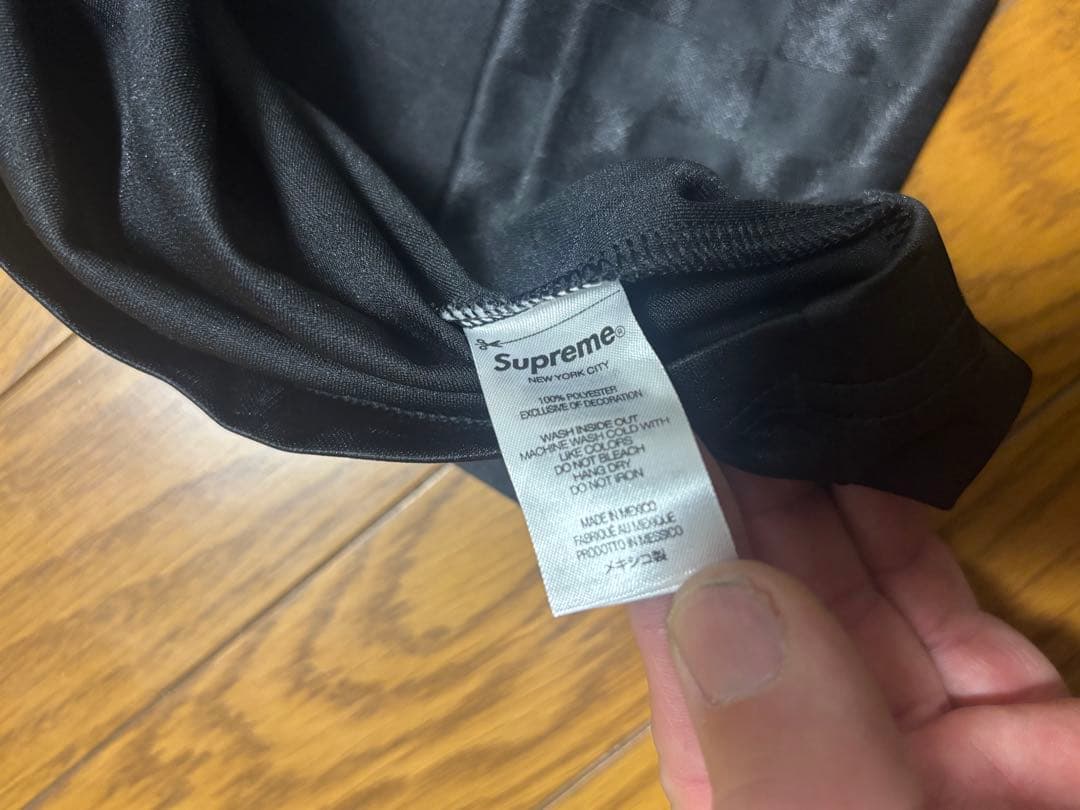 Supreme®
NEW YORK CITY
100% POLYESTER
EXCLUSIVE OF DECORATION
WASH INSIDE OUT
MACHINE WASH COLD WITH
LIKE COLORS
DO NOT BLEACH
HANG DRY
DO NOT IRON
MADE IN MEXICO
FABRIQUÉ AU MEXIQUE
PRODOTTO IN MESSICO
メキシコ製